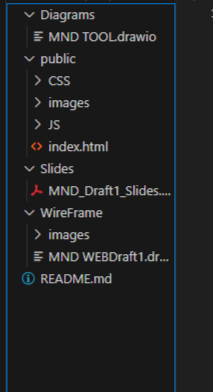 Diagrams
MND TOOL.drawio
public
CSS
images
JS
index.html
Slides
MND_Draft1_Slides....
WireFrame
images
MND WEBDraft1.dr...
README.md